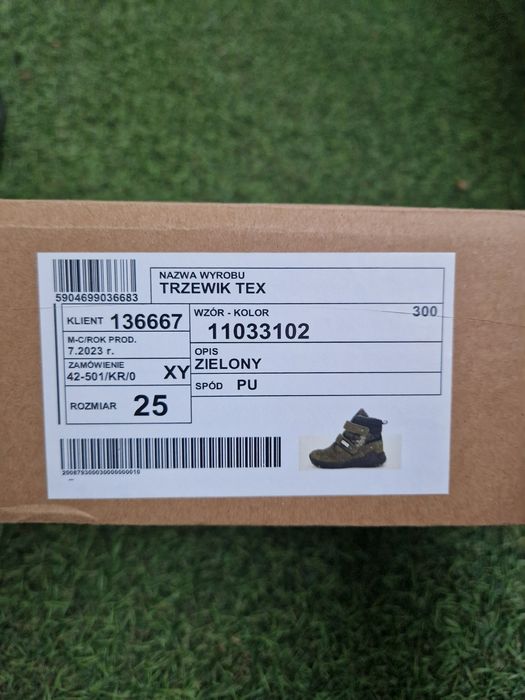 5904699036683
NAZWA WYROBU
TRZEWIK TEX
KLIENT 136667
M-C/ROK PROD.
7.2023 r.
ZAMÓWIENIE
42-501/KR/0 XY
ROZMIAR 25
WZÓR - KOLOR 300
11033102
OPIS
ZIELONY
SPÓD PU